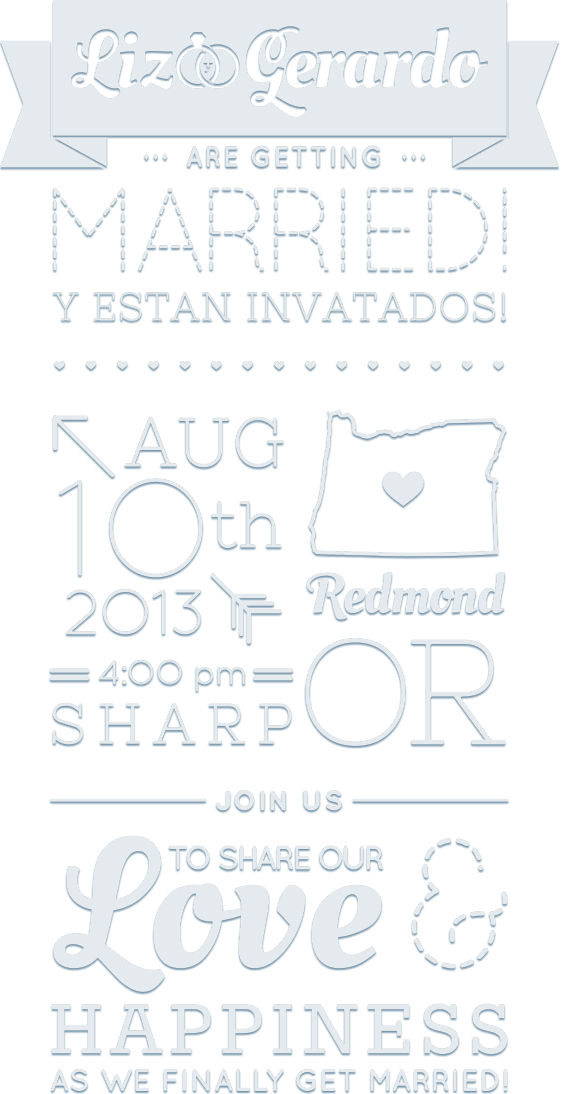 Liz y Gerardo
ARE GETTING
MARRIED!
Y ESTAN INVATADOS!
AUG
10th
2013
4:00 pm
SHARP
Redmond
OR
JOIN US
TO SHARE OUR
Love &
HAPPINESS
AS WE FINALLY GET MARRIED!